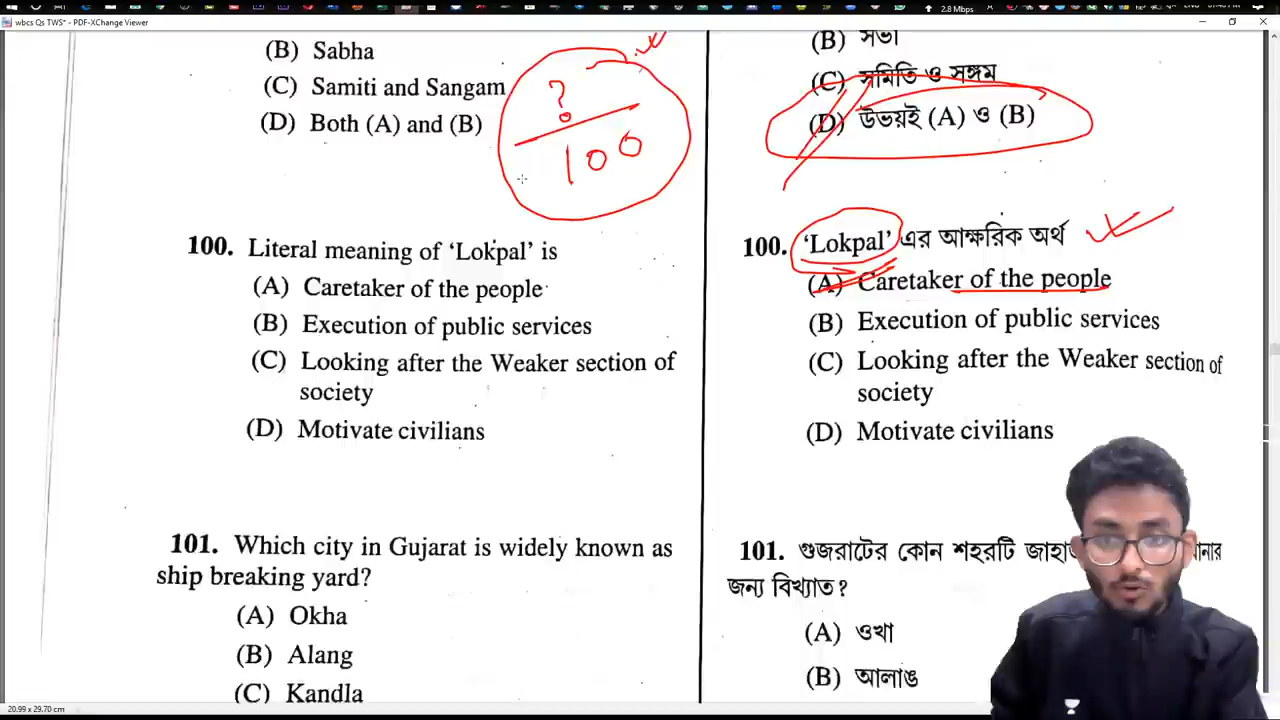 wbcs Qs TWS* - PDF-XChange Viewer
2.8 Mbps
(B) Sabha
(C) Samiti and Sangam
(D) Both (A) and (B)
?
100
100. Literal meaning of 'Lokpal' is
(A) Caretaker of the people
(B) Execution of public services
(C) Looking after the Weaker section of
society
(D) Motivate civilians
101. Which city in Gujarat is widely known as
ship breaking yard?
(A) Okha
(B) Alang
(C) Kandla
(B) সভা
(C) সমিতি ও সঙ্গম
(D) উভয়ই (A) ও (B)
100. 'Lokpal' এর আক্ষরিক অর্থ
(A) Caretaker of the people
(B) Execution of public services
(C) Looking after the Weaker section of
society
(D) Motivate civilians
101. গুজরাটের কোন শহরটি
জন্য বিখ্যাত?
(A) ওখা
(B) আলাঙ
20.99 x 29.70 cm